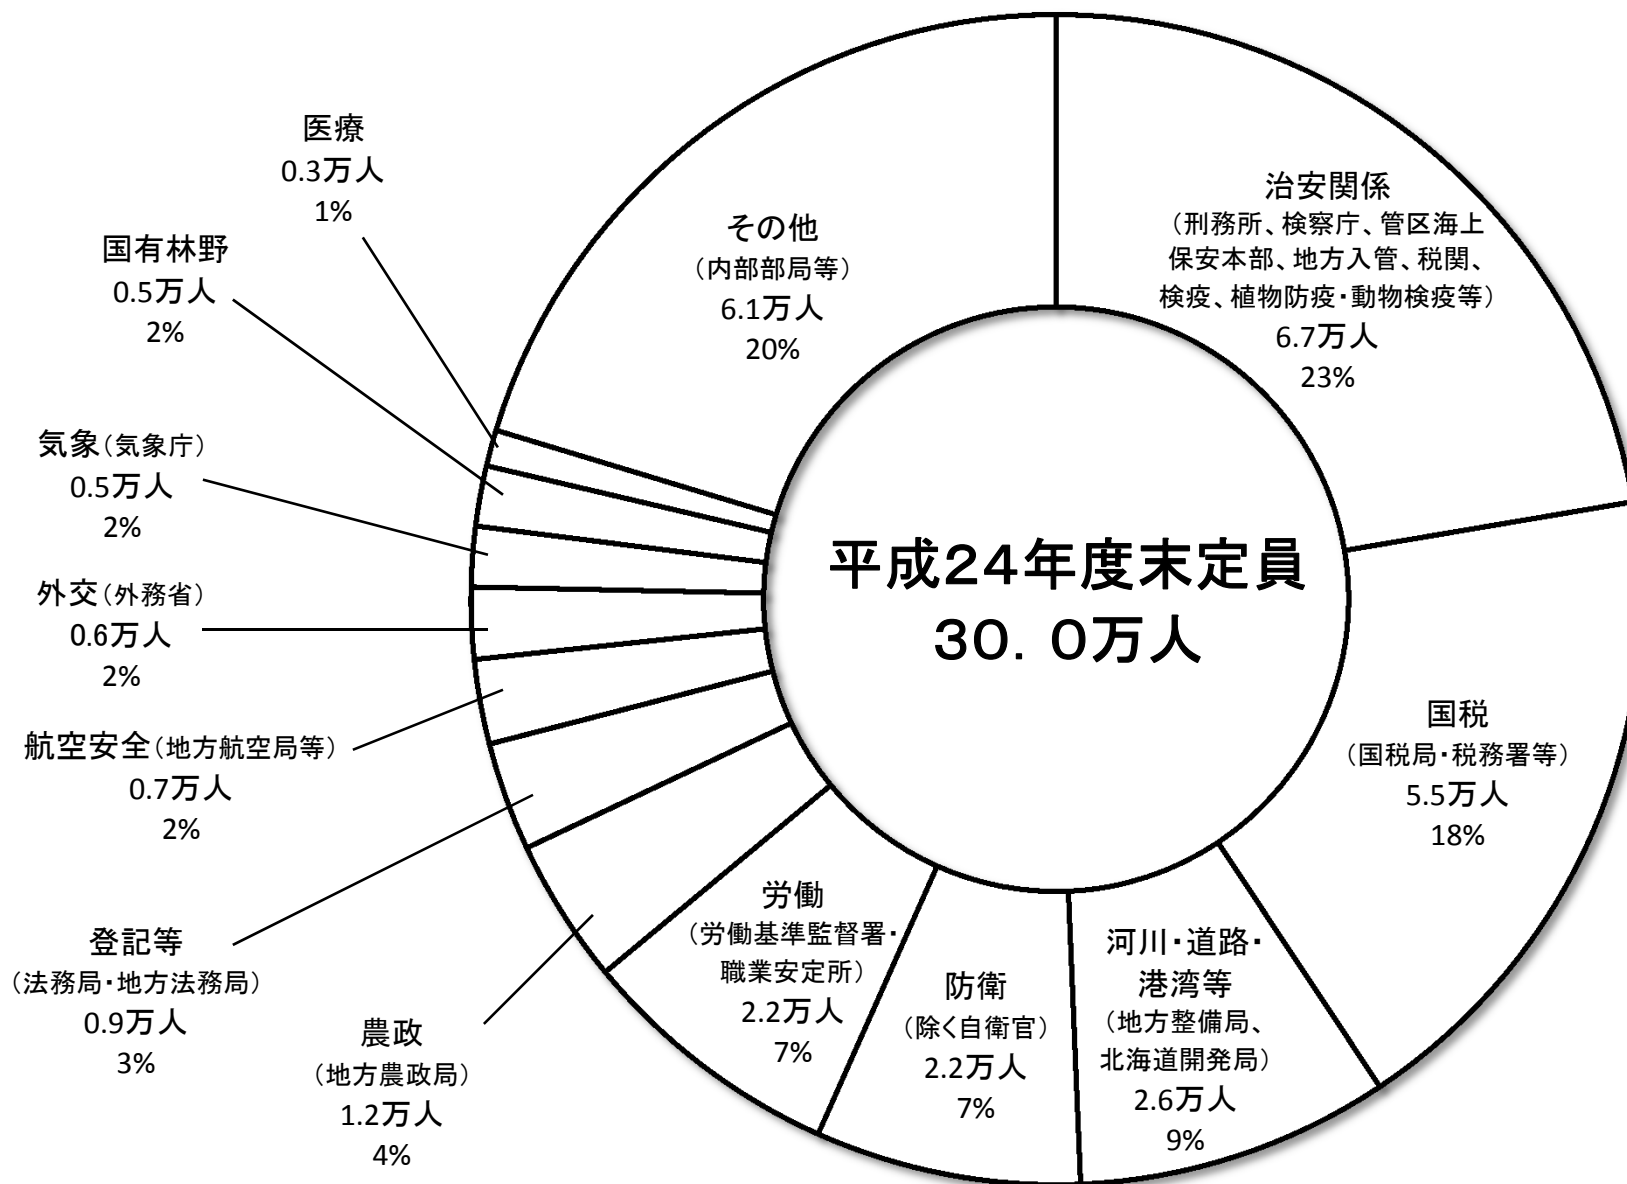 平成24年度末定員
30.0万人
治安関係
(刑務所、検察庁、管区海上
保安本部、地方入管、税関、
検疫、植物防疫・動物検疫等)
6.7万人
23%
国税
(国税局・税務署等)
5.5万人
18%
河川・道路・
港湾等
(地方整備局、
北海道開発局)
2.6万人
9%
防衛
(除く自衛官)
2.2万人
7%
労働
(労働基準監督署・
職業安定所)
2.2万人
7%
農政
(地方農政局)
1.2万人
4%
登記等
(法務局・地方法務局)
0.9万人
3%
航空安全(地方航空局等)
0.7万人
2%
外交(外務省)
0.6万人
2%
気象(気象庁)
0.5万人
2%
国有林野
0.5万人
2%
医療
0.3万人
1%
その他
(内部部局等)
6.1万人
20%